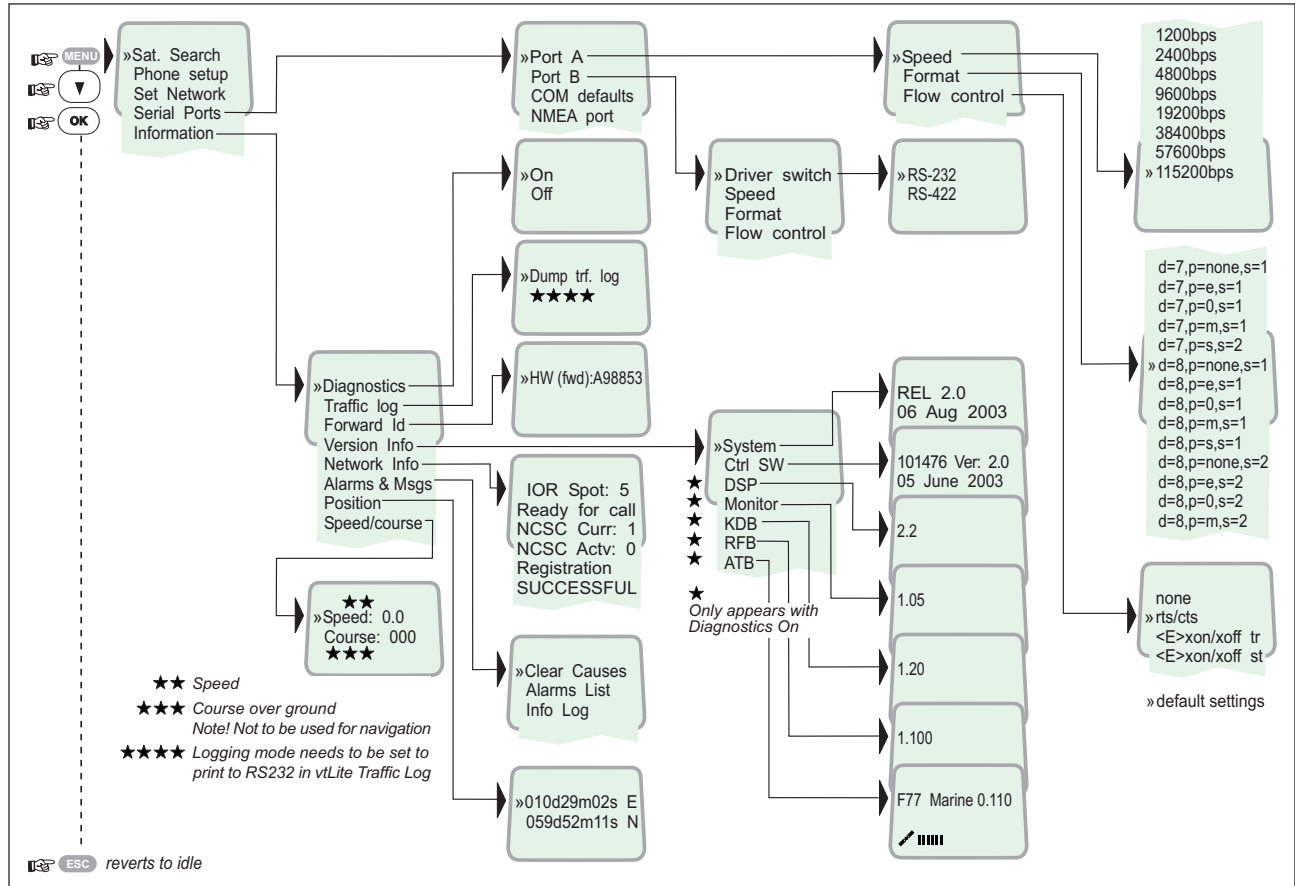 MENU
▼
OK
»Sat. Search
Phone setup
Set Network
Serial Ports
Information
»Port A
Port B
COM defaults
NMEA port
»Speed
Format
Flow control
1200bps
2400bps
4800bps
9600bps
19200bps
38400bps
57600bps
»115200bps
»On
Off
»Driver switch
Speed
Format
Flow control
»RS-232
RS-422
»Dump trf. log
★★★★
d=7,p=none,s=1
d=7,p=e,s=1
d=7,p=0,s=1
d=7,p=m,s=1
d=7,p=s,s=2
»d=8,p=none,s=1
d=8,p=e,s=1
d=8,p=0,s=1
d=8,p=m,s=1
d=8,p=s,s=1
d=8,p=none,s=2
d=8,p=e,s=2
d=8,p=0,s=2
d=8,p=m,s=2
»Diagnostics
Traffic log
Forward Id
Version Info
Network Info
Alarms & Msgs
Position
Speed/course
»HW (fwd):A98853
»System
Ctrl SW
★ DSP
★ Monitor
★ KDB
★ RFB
★ ATB
★
Only appears with
Diagnostics On
REL 2.0
06 Aug 2003
101476 Ver: 2.0
05 June 2003
2.2
1.05
1.20
1.100
F77 Marine 0.110
IOR Spot: 5
Ready for call
NCSC Curr: 1
NCSC Actv: 0
Registration
SUCCESSFUL
★★
»Speed: 0.0
Course: 000
★★★
none
»rts/cts
<E>xon/xoff tr
<E>xon/xoff st
»default settings
»Clear Causes
Alarms List
Info Log
★★ Speed
★★★ Course over ground
Note! Not to be used for navigation
★★★★ Logging mode needs to be set to
print to RS232 in vtLite Traffic Log
»010d29m02s E
059d52m11s N
ESC reverts to idle